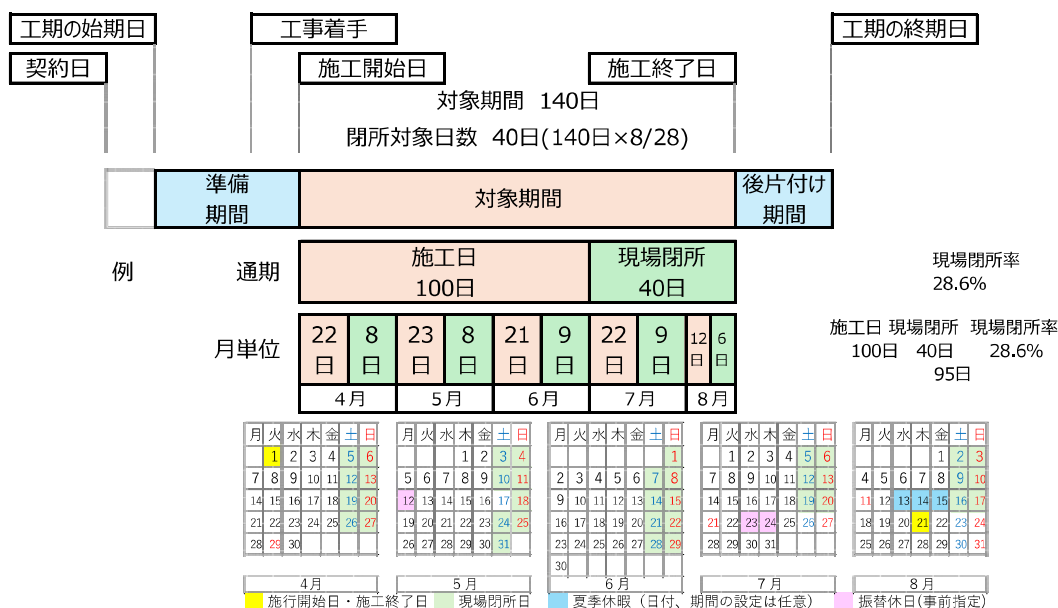 工期の始期日 工事着手 工期の終期日
契約日 施工開始日 施工終了日
対象期間 140日
閉所対象日数 40日(140日×8/28)
準備期間 対象期間 後片付け期間
例 通期 施工日 100日 現場閉所 40日 現場閉所率 28.6%
月単位 22日 8日 23日 8日 21日 9日 22日 9日 12日 6日
4月 5月 6月 7月 8月
施工日 現場閉所 現場閉所率
100日 40日 28.6%
95日
月 火 水 木 金 土 日
1 2 3 4 5 6
7 8 9 10 11 12 13
14 15 16 17 18 19 20
21 22 23 24 25 26 27
28 29 30
4月
月 火 水 木 金 土 日
1 2 3 4
5 6 7 8 9 10 11
12 13 14 15 16 17 18
19 20 21 22 23 24 25
26 27 28 29 30 31
5月
月 火 水 木 金 土 日
1
2 3 4 5 6 7 8
9 10 11 12 13 14 15
16 17 18 19 20 21 22
23 24 25 26 27 28 29
30
6月
月 火 水 木 金 土 日
1 2 3 4 5 6
7 8 9 10 11 12 13
14 15 16 17 18 19 20
21 22 23 24 25 26 27
28 29 30 31
7月
月 火 水 木 金 土 日
1 2 3
4 5 6 7 8 9 10
11 12 13 14 15 16 17
18 19 20 21 22 23 24
25 26 27 28 29 30 31
8月
施行開始日・施工終了日 現場閉所日 夏季休暇（日付、期間の設定は任意） 振替休日(事前指定)